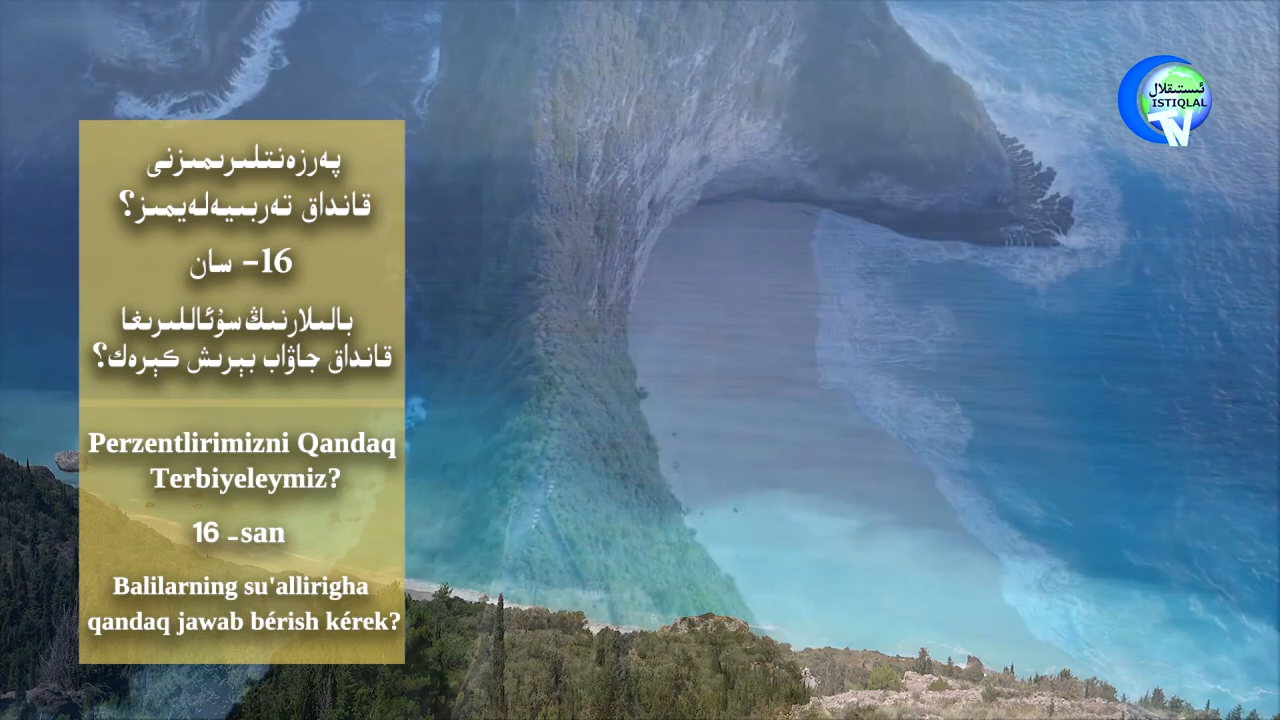 پەرزەنتلىرىمىزنى
قانداق تەربىيەلەيمىز؟
16- سان
بالىلارنىڭ سۇئاللىرىغا
قانداق جاۋاب بېرىش كېرەك؟
Perzentlirimizni Qandaq
Terbiyeleymiz?
16 -san
Balilarning su'allirigha
qandaq jawab bérish kérek?
ئىستىقلال
ISTIQLAL
TV